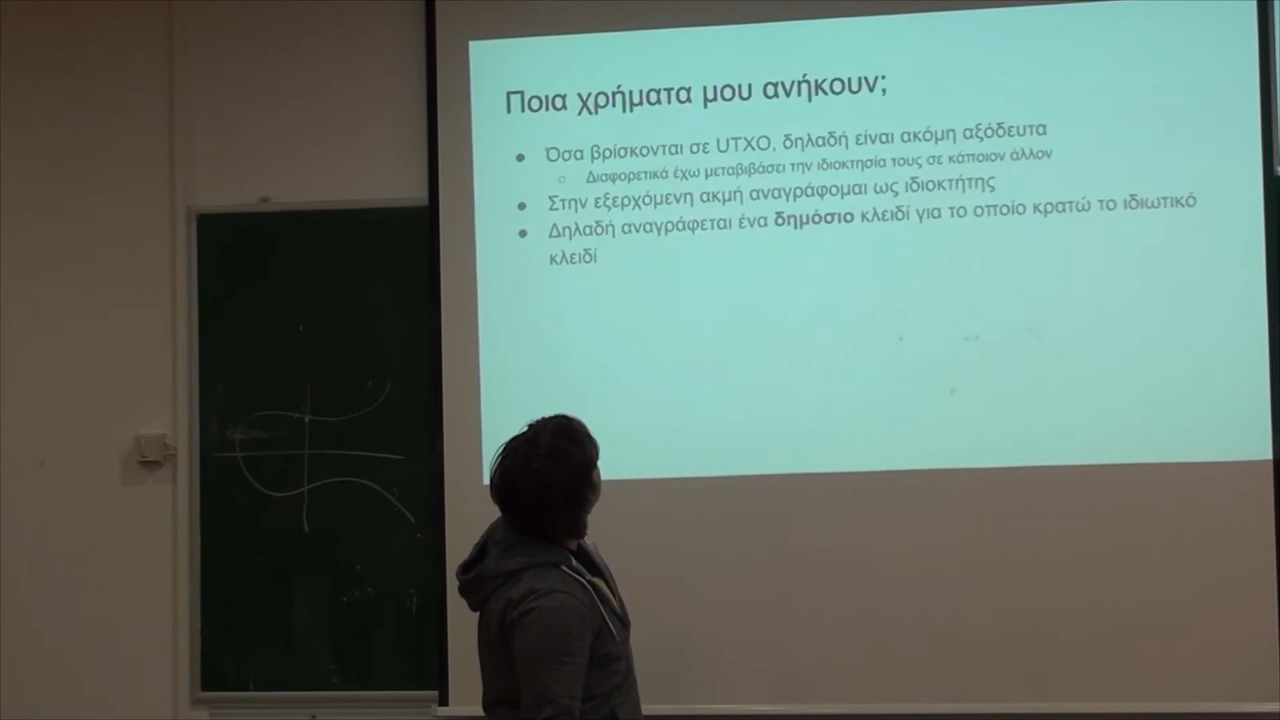 Ποια χρήματα μου ανήκουν;
● Όσα βρίσκονται σε UTXO, δηλαδή είναι ακόμη αξόδευτα
○ Διαφορετικά έχω μεταβιβάσει την ιδιοκτησία τους σε κάποιον άλλον
● Στην εξερχόμενη ακμή αναγράφομαι ως ιδιοκτήτης
● Δηλαδή αναγράφεται ένα δημόσιο κλειδί για το οποίο κρατώ το ιδιωτικό
κλειδί